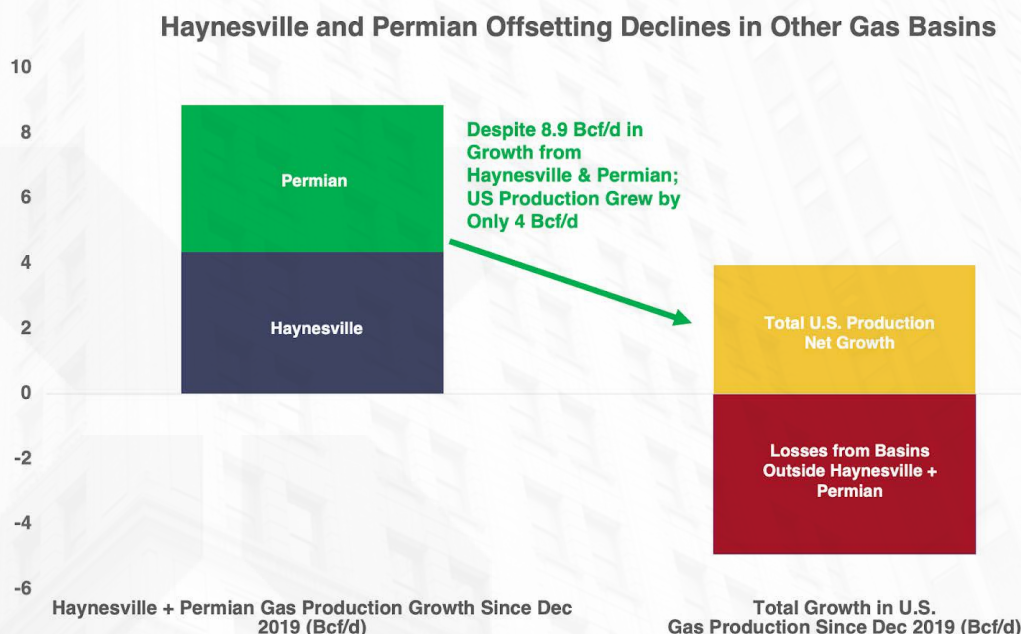 Haynesville and Permian Offsetting Declines in Other Gas Basins
10
8
6
4
2
0
-2
-4
-6
Permian
Haynesville
Despite 8.9 Bcf/d in
Growth from
Haynesville & Permian;
US Production Grew by
Only 4 Bcf/d
Total U.S. Production
Net Growth
Losses from Basins
Outside Haynesville +
Permian
Haynesville + Permian Gas Production Growth Since Dec
2019 (Bcf/d)
Total Growth in U.S.
Gas Production Since Dec 2019 (Bcf/d)